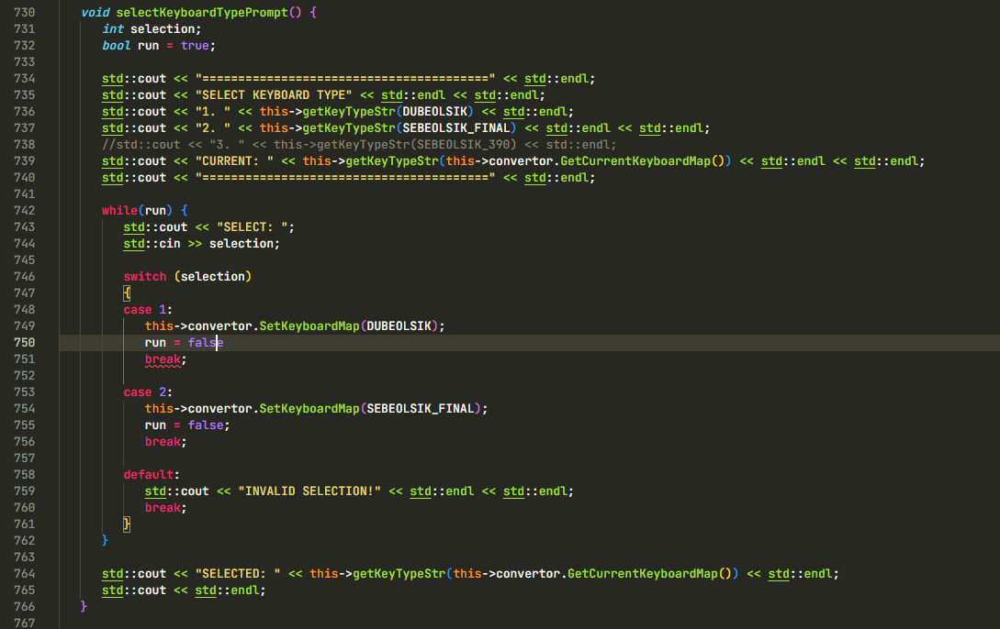 730 void selectKeyboardTypePrompt() {
731 int selection;
732 bool run = true;
733
734 std::cout << "========================================" << std::endl;
735 std::cout << "SELECT KEYBOARD TYPE" << std::endl << std::endl;
736 std::cout << "1. " << this->getKeyTypeStr(DUBEOLSIK) << std::endl;
737 std::cout << "2. " << this->getKeyTypeStr(SEBEOLSIK_FINAL) << std::endl << std::endl;
738 //std::cout << "3. " << this->getKeyTypeStr(SEBEOLSIK_390) << std::endl;
739 std::cout << "CURRENT: " << this->getKeyTypeStr(this->convertor.GetCurrentKeyboardMap()) << std::endl << std::endl;
740 std::cout << "========================================" << std::endl;
741
742 while(run) {
743 std::cout << "SELECT: ";
744 std::cin >> selection;
745
746 switch (selection)
747 {
748 case 1:
749 this->convertor.SetKeyboardMap(DUBEOLSIK);
750 run = false
751 break;
752
753 case 2:
754 this->convertor.SetKeyboardMap(SEBEOLSIK_FINAL);
755 run = false;
756 break;
757
758 default:
759 std::cout << "INVALID SELECTION!" << std::endl << std::endl;
760 break;
761 }
762 }
763
764 std::cout << "SELECTED: " << this->getKeyTypeStr(this->convertor.GetCurrentKeyboardMap()) << std::endl;
765 std::cout << std::endl;
766 }
767